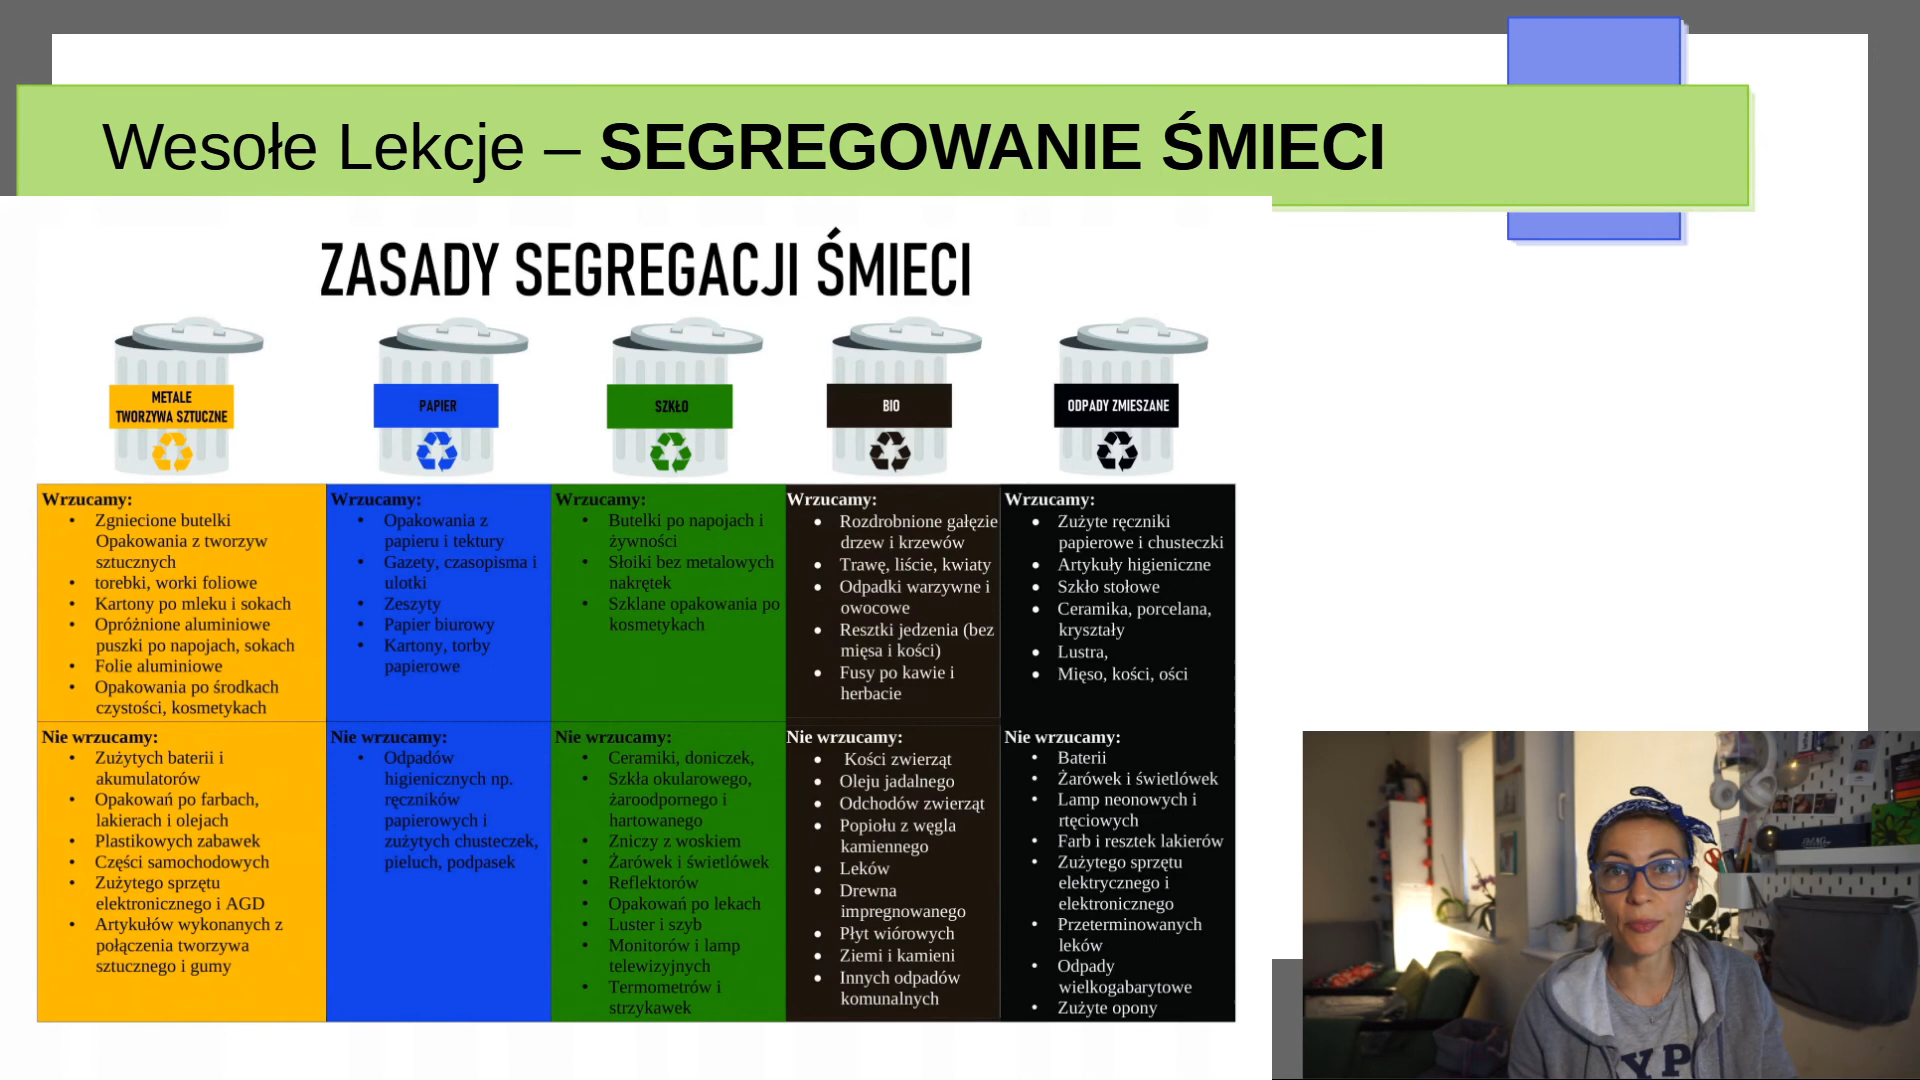 Wesołe Lekcje – SEGREGOWANIE ŚMIECI
ZASADY SEGREGACJI ŚMIECI
METALE
TWORZYWA SZTUCZNE
PAPIER
SZKŁO
BIO
ODPADY ZMIESZANE
Wrzucamy:
• Zgniecione butelki
Opakowania z tworzyw
sztucznych
• torebki, worki foliowe
• Kartony po mleku i sokach
• Opróżnione aluminiowe
puszki po napojach, sokach
• Folie aluminiowe
• Opakowania po środkach
czystości, kosmetykach
Wrzucamy:
• Opakowania z
papieru i tektury
• Gazety, czasopisma i
ulotki
• Zeszyty
• Papier biurowy
• Kartony, torby
papierowe
Wrzucamy:
• Butelki po napojach i
żywności
• Słoiki bez metalowych
nakrętek
• Szklane opakowania po
kosmetykach
Wrzucamy:
• Rozdrobnione gałęzie
drzew i krzewów
• Trawę, liście, kwiaty
• Odpadki warzywne i
owocowe
• Resztki jedzenia (bez
mięsa i kości)
• Fusy po kawie i
herbacie
Wrzucamy:
• Zużyte ręczniki
papierowe i chusteczki
• Artykuły higieniczne
• Szkło stołowe
• Ceramika, porcelana,
kryształy
• Lustra,
• Mięso, kości, ości
Nie wrzucamy:
• Zużytych baterii i
akumulatorów
• Opakowań po farbach,
lakierach i olejach
• Plastikowych zabawek
• Części samochodowych
• Zużytego sprzętu
elektronicznego i AGD
• Artykułów wykonanych z
połączenia tworzywa
sztucznego i gumy
Nie wrzucamy:
• Odpadów
higienicznych np.
ręczników
papierowych i
zużytych chusteczek,
pieluch, podpasek
Nie wrzucamy:
• Ceramiki, doniczek,
• Szkła okularowego,
żaroodpornego i
hartowanego
• Zniczy z woskiem
• Żarówek i świetlówek
• Reflektorów
• Opakowań po lekach
• Luster i szyb
• Monitorów i lamp
telewizyjnych
• Termometrów i
strzykawek
Nie wrzucamy:
• Kości zwierząt
• Oleju jadalnego
• Odchodów zwierząt
• Popiołu z węgla
kamiennego
• Leków
• Drewna
impregnowanego
• Płyt wiórowych
• Ziemi i kamieni
• Innych odpadów
komunalnych
Nie wrzucamy:
• Baterii
• Żarówek i świetlówek
• Lamp neonowych i
rtęciowych
• Farb i resztek lakierów
• Zużytego sprzętu
elektrycznego i
elektronicznego
• Przeterminowanych
leków
• Odpady
wielkogabarytowe
• Zużyte opony
YP